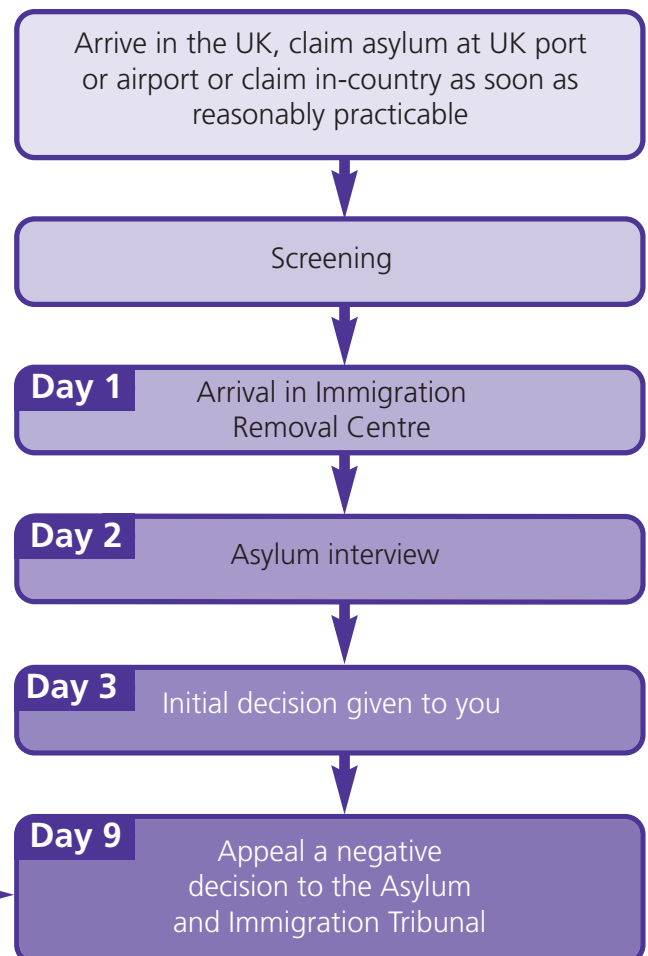 Arrive in the UK, claim asylum at UK port
or airport or claim in-country as soon as
reasonably practicable
Screening
Day 1
Arrival in Immigration
Removal Centre
Day 2
Asylum interview
Day 3
Initial decision given to you
Day 9
Appeal a negative
decision to the Asylum
and Immigration Tribunal